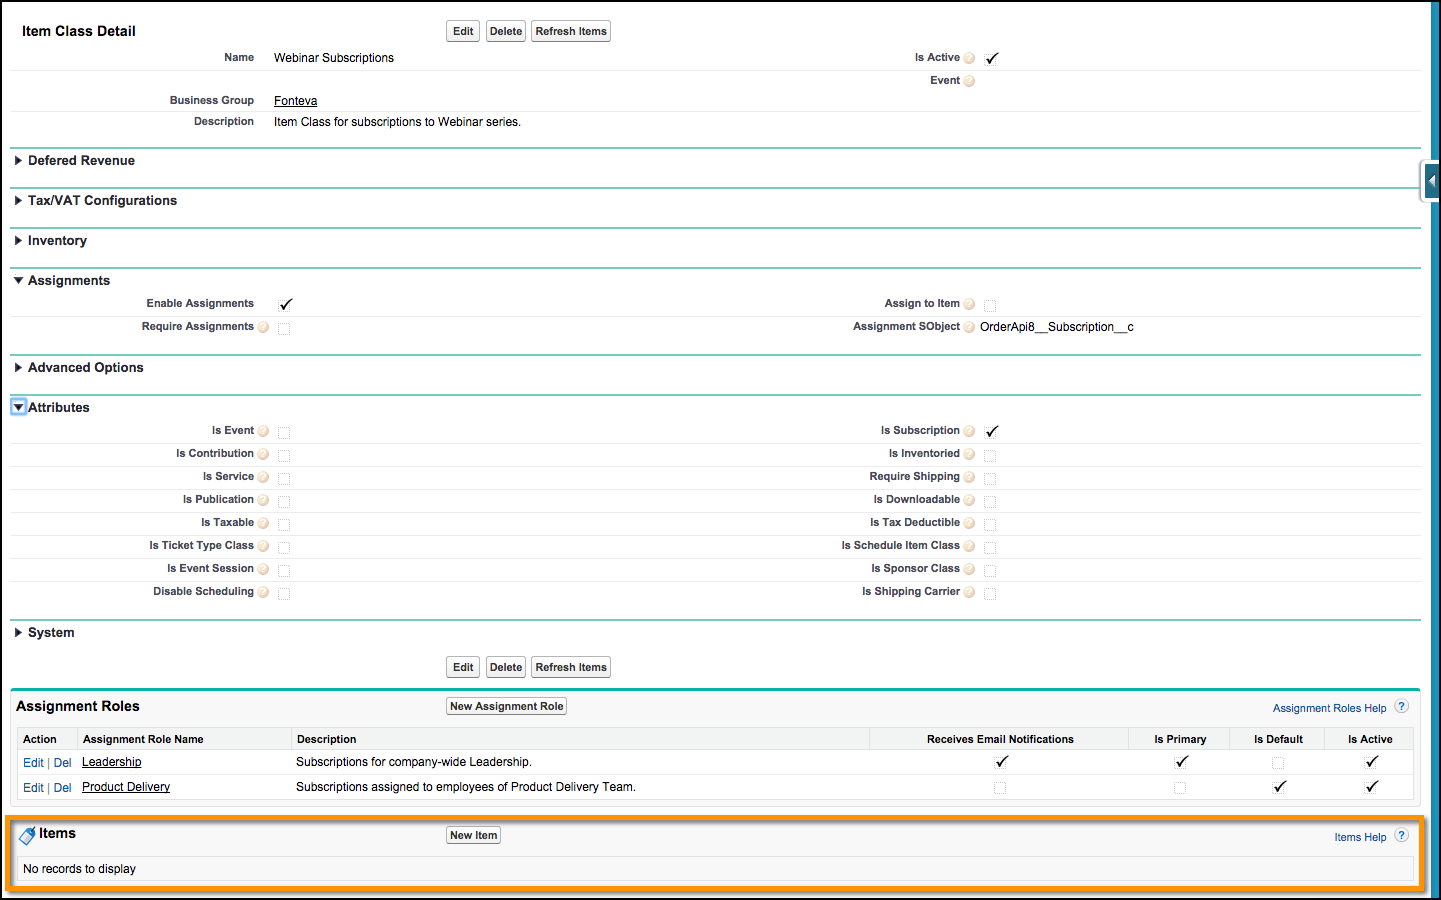 Item Class Detail Edit Delete Refresh Items
Name Webinar Subscriptions Is Active ? ✓
Event ?
Business Group Fonteva
Description Item Class for subscriptions to Webinar series.
Defered Revenue
Tax/VAT Configurations
Inventory
Assignments
Enable Assignments ✓ Assign to Item ?
Require Assignments ? Assignment SObject ? OrderApi8__Subscription__c
Advanced Options
Attributes
Is Event ? Is Subscription ? ✓
Is Contribution ? Is Inventoried ?
Is Service ? Require Shipping ?
Is Publication ? Is Downloadable ?
Is Taxable ? Is Tax Deductible ?
Is Ticket Type Class ? Is Schedule Item Class ?
Is Event Session ? Is Sponsor Class ?
Disable Scheduling ? Is Shipping Carrier ?
System
Edit Delete Refresh Items
Assignment Roles New Assignment Role Assignment Roles Help ?
Action Assignment Role Name Description Receives Email Notifications Is Primary Is Default Is Active
Edit | Del Leadership Subscriptions for company-wide Leadership. ✓ ✓ ✓
Edit | Del Product Delivery Subscriptions assigned to employees of Product Delivery Team. ✓ ✓
Items New Item Items Help ?
No records to display